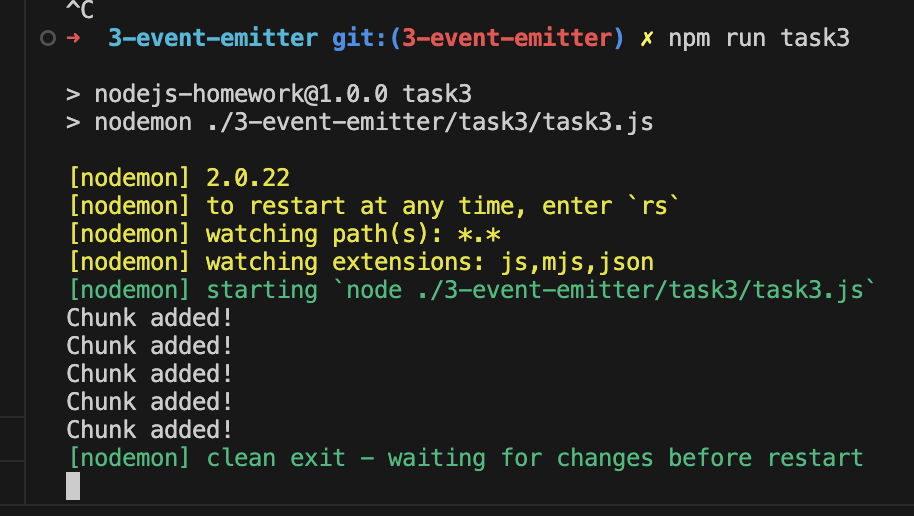 ^C
➜  3-event-emitter git:(3-event-emitter) ✗ npm run task3
> nodejs-homework@1.0.0 task3
> nodemon ./3-event-emitter/task3/task3.js
[nodemon] 2.0.22
[nodemon] to restart at any time, enter `rs`
[nodemon] watching path(s): *.*
[nodemon] watching extensions: js,mjs,json
[nodemon] starting `node ./3-event-emitter/task3/task3.js`
Chunk added!
Chunk added!
Chunk added!
Chunk added!
Chunk added!
[nodemon] clean exit - waiting for changes before restart